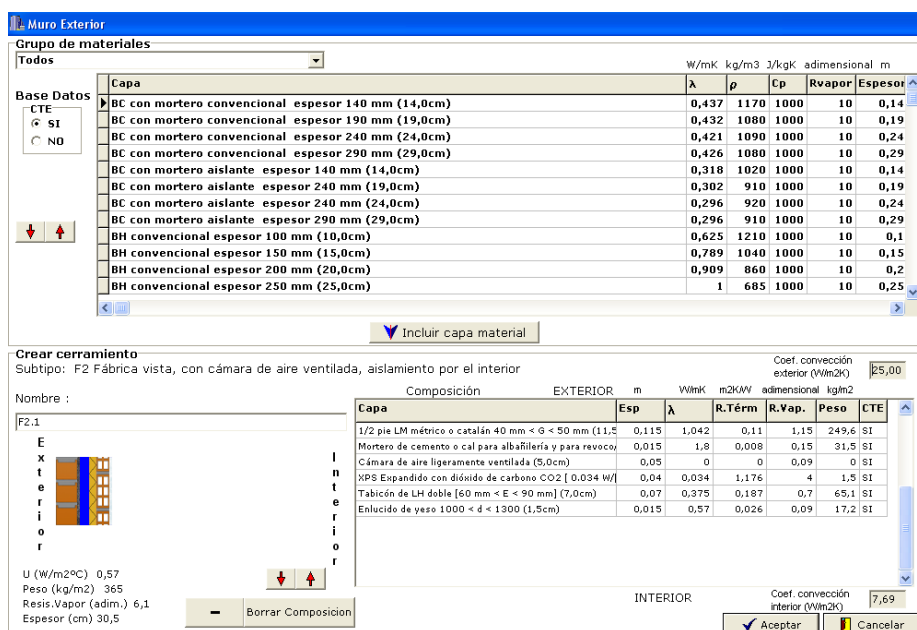 Muro Exterior
Grupo de materiales
Todos
W/mK kg/m3 J/kgK adimensional m
Base Datos
CTE
SI
NO
Capa λ ρ Cp Rvapor Espesor
BC con mortero convencional espesor 140 mm (14,0cm) 0,437 1170 1000 10 0,14
BC con mortero convencional espesor 190 mm (19,0cm) 0,432 1080 1000 10 0,19
BC con mortero convencional espesor 240 mm (24,0cm) 0,421 1090 1000 10 0,24
BC con mortero convencional espesor 290 mm (29,0cm) 0,426 1080 1000 10 0,29
BC con mortero aislante espesor 140 mm (14,0cm) 0,318 1020 1000 10 0,14
BC con mortero aislante espesor 240 mm (19,0cm) 0,302 910 1000 10 0,19
BC con mortero aislante espesor 240 mm (24,0cm) 0,296 920 1000 10 0,24
BC con mortero aislante espesor 290 mm (29,0cm) 0,296 910 1000 10 0,29
BH convencional espesor 100 mm (10,0cm) 0,625 1210 1000 10 0,1
BH convencional espesor 150 mm (15,0cm) 0,789 1040 1000 10 0,15
BH convencional espesor 200 mm (20,0cm) 0,909 860 1000 10 0,2
BH convencional espesor 250 mm (25,0cm) 1 685 1000 10 0,25
Incluir capa material
Crear cerramiento
Subtipo: F2 Fábrica vista, con cámara de aire ventilada, aislamiento por el interior
Coef. convección
exterior (W/m2K) 25,00
Nombre :
F2.1
Composición EXTERIOR m W/mK m2K/W adimensional kg/m2
Capa Esp λ R.Térm R.Vap. Peso CTE
1/2 pie LM métrico o catalán 40 mm < G < 50 mm (11,5 0,115 1,042 0,11 1,15 249,6 SI
Mortero de cemento o cal para albañilería y para revoco/ 0,015 1,8 0,008 0,15 31,5 SI
Cámara de aire ligeramente ventilada (5,0cm) 0,05 0 0 0,09 0 SI
XPS Expandido con dióxido de carbono CO2 [ 0.034 W/ 0,04 0,034 1,176 4 1,5 SI
Tabicón de LH doble [60 mm < E < 90 mm] (7,0cm) 0,07 0,375 0,187 0,7 65,1 SI
Enlucido de yeso 1000 < d < 1300 (1,5cm) 0,015 0,57 0,026 0,09 17,2 SI
Exterior
Interior
U (W/m2ºC) 0,57
Peso (kg/m2) 365
Resis.Vapor (adim.) 6,1
Espesor (cm) 30,5
– Borrar Composicion
INTERIOR
Coef. convección
interior (W/m2K) 7,69
Aceptar Cancelar